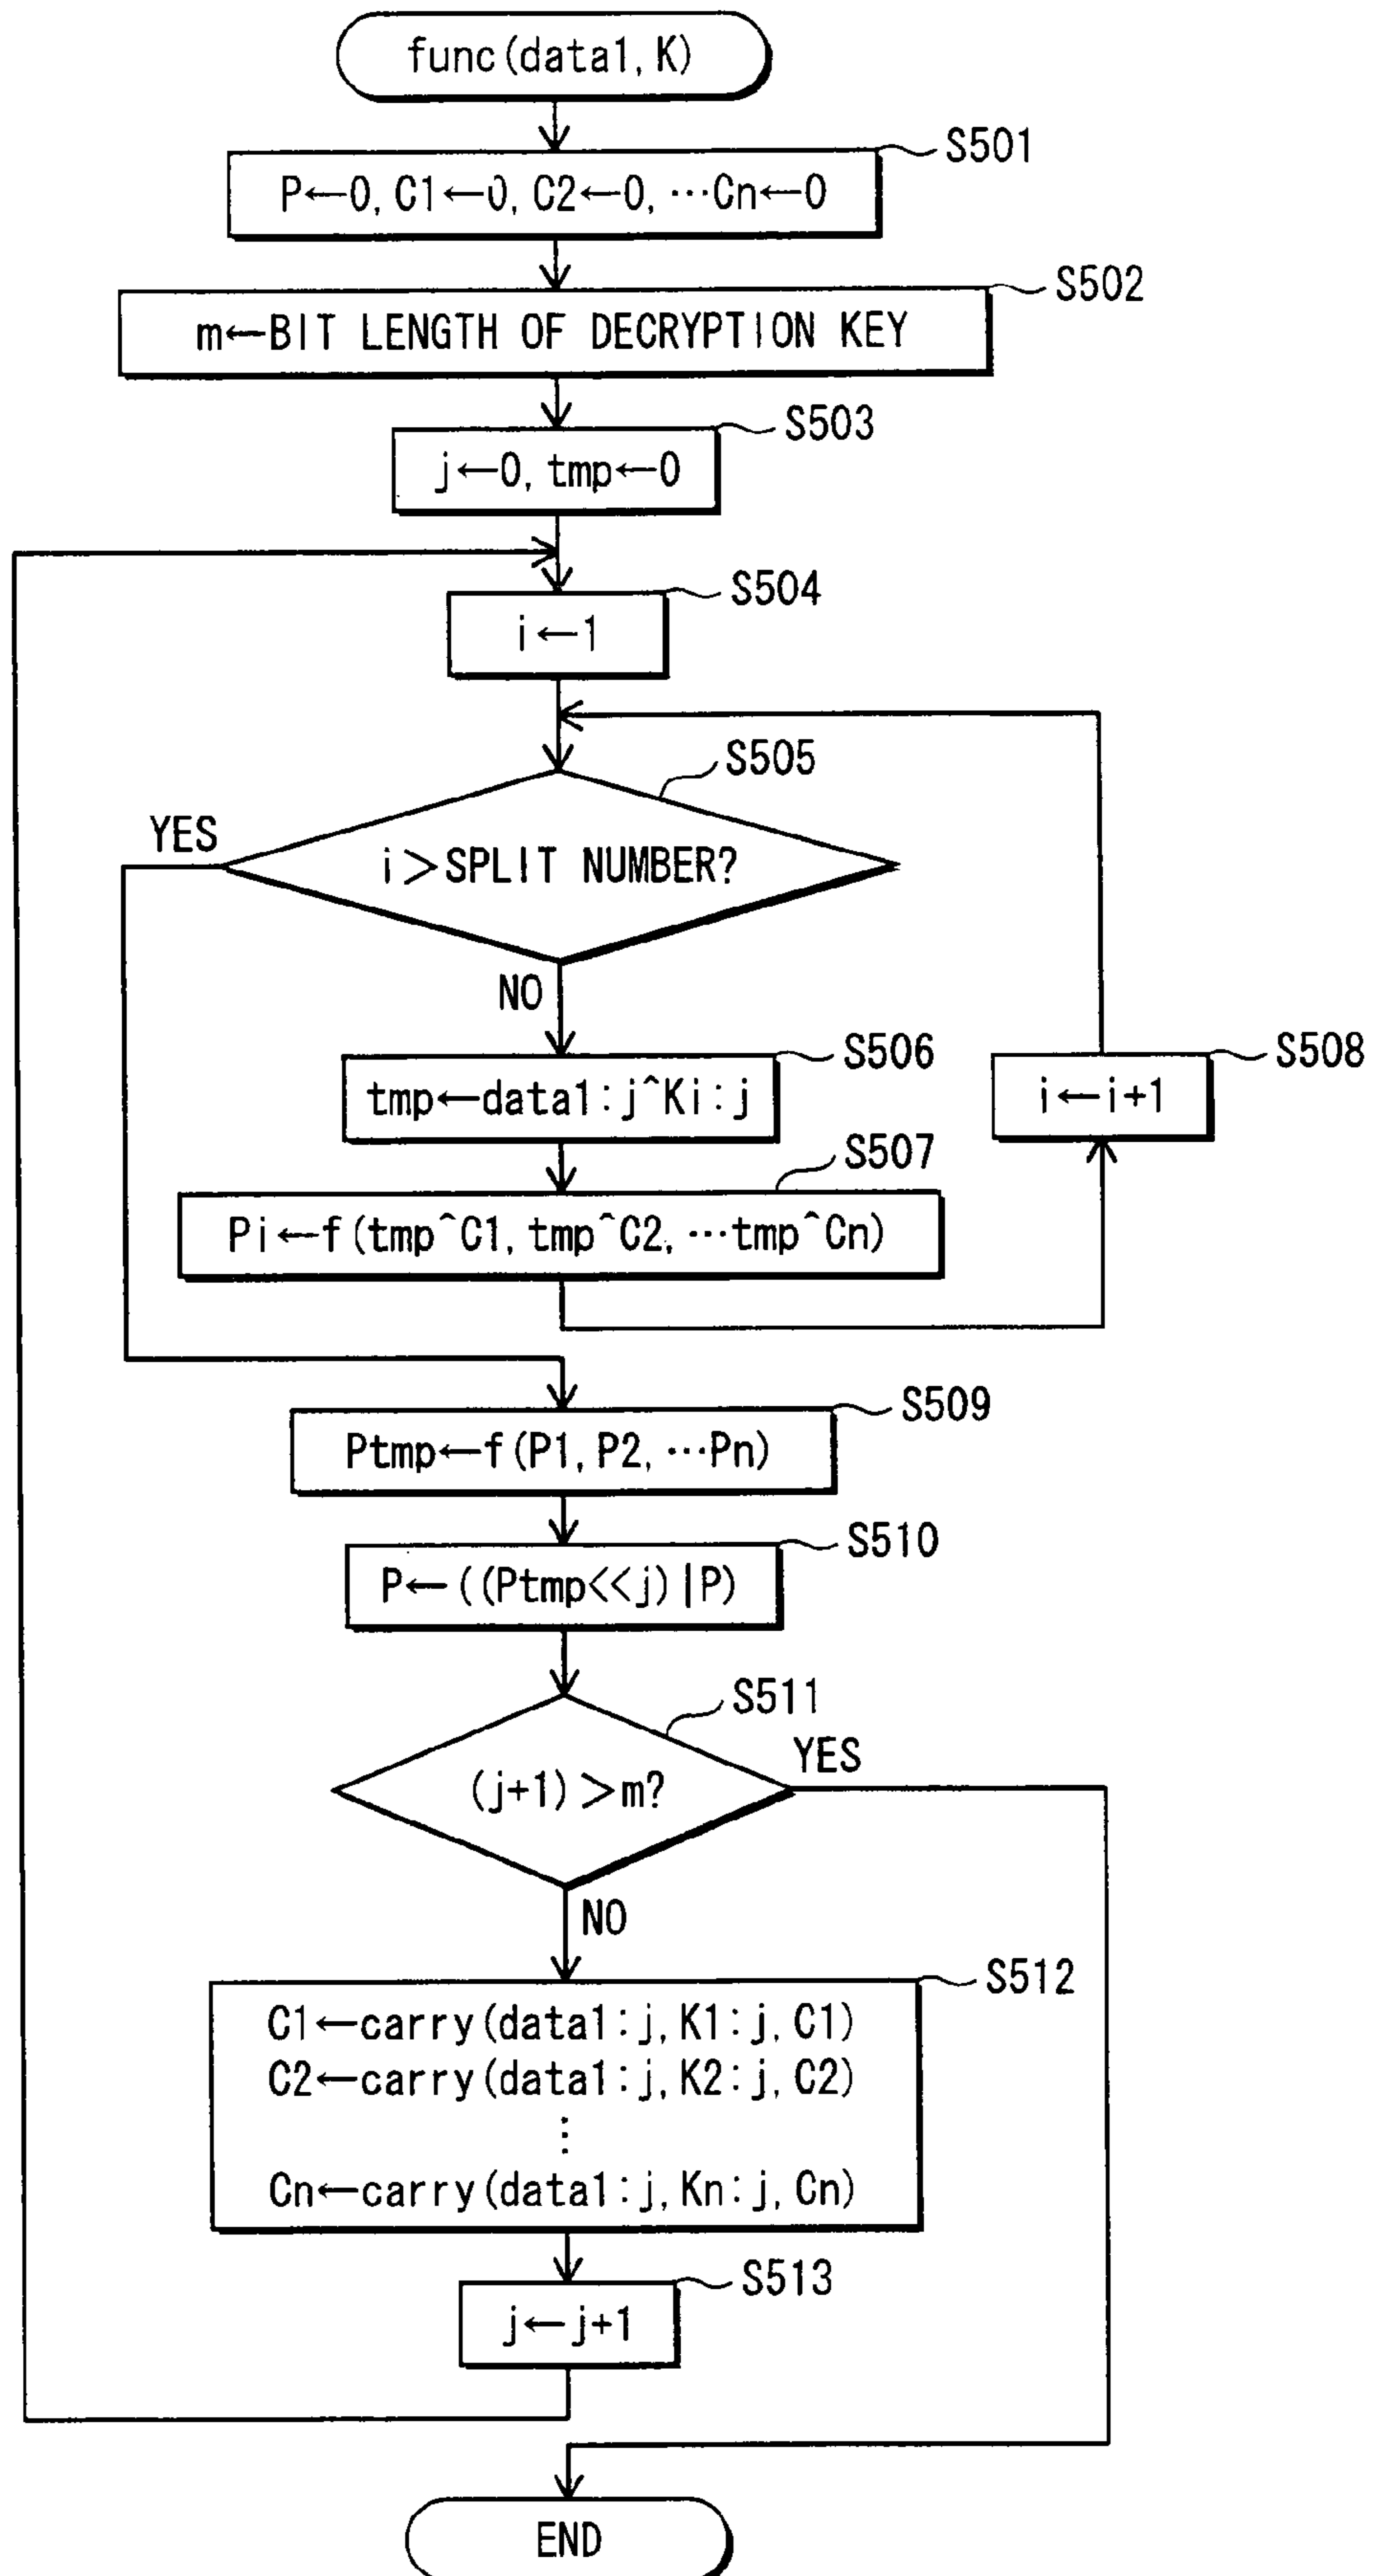 func(data1, K)
S501
P←0, C1←0, C2←0, ⋯Cn←0
S502
m←BIT LENGTH OF DECRYPTION KEY
S503
j←0, tmp←0
S504
i←1
S505
YES
i>SPLIT NUMBER?
NO
S506
tmp←data1:j^Ki:j
S508
i←i+1
S507
Pi←f(tmp^C1, tmp^C2, ⋯tmp^Cn)
S509
Ptmp←f(P1, P2, ⋯Pn)
S510
P←((Ptmp<<j)|P)
S511
YES
(j+1)>m?
NO
S512
C1←carry(data1:j, K1:j, C1)
C2←carry(data1:j, K2:j, C2)
⋮
Cn←carry(data1:j, Kn:j, Cn)
S513
j←j+1
END